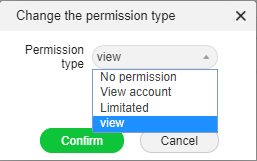 Change the permission type
Permission type
view
No permission
View account
Limitated
view
Confirm
Cancel